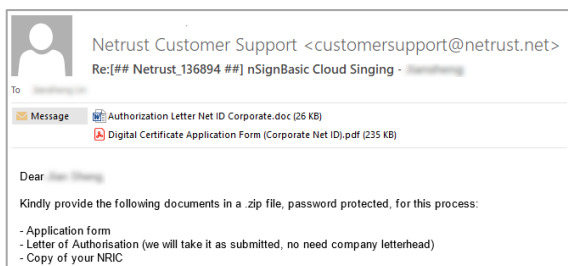 Netrust Customer Support <customersupport@netrust.net>
Re:[## Netrust_136894 ##] nSignBasic Cloud Singing -
To
Message Authorization Letter Net ID Corporate.doc (26 KB)
Digital Certificate Application Form (Corporate Net ID).pdf (235 KB)
Dear
Kindly provide the following documents in a .zip file, password protected, for this process:
- Application form
- Letter of Authorisation (we will take it as submitted, no need company letterhead)
- Copy of your NRIC